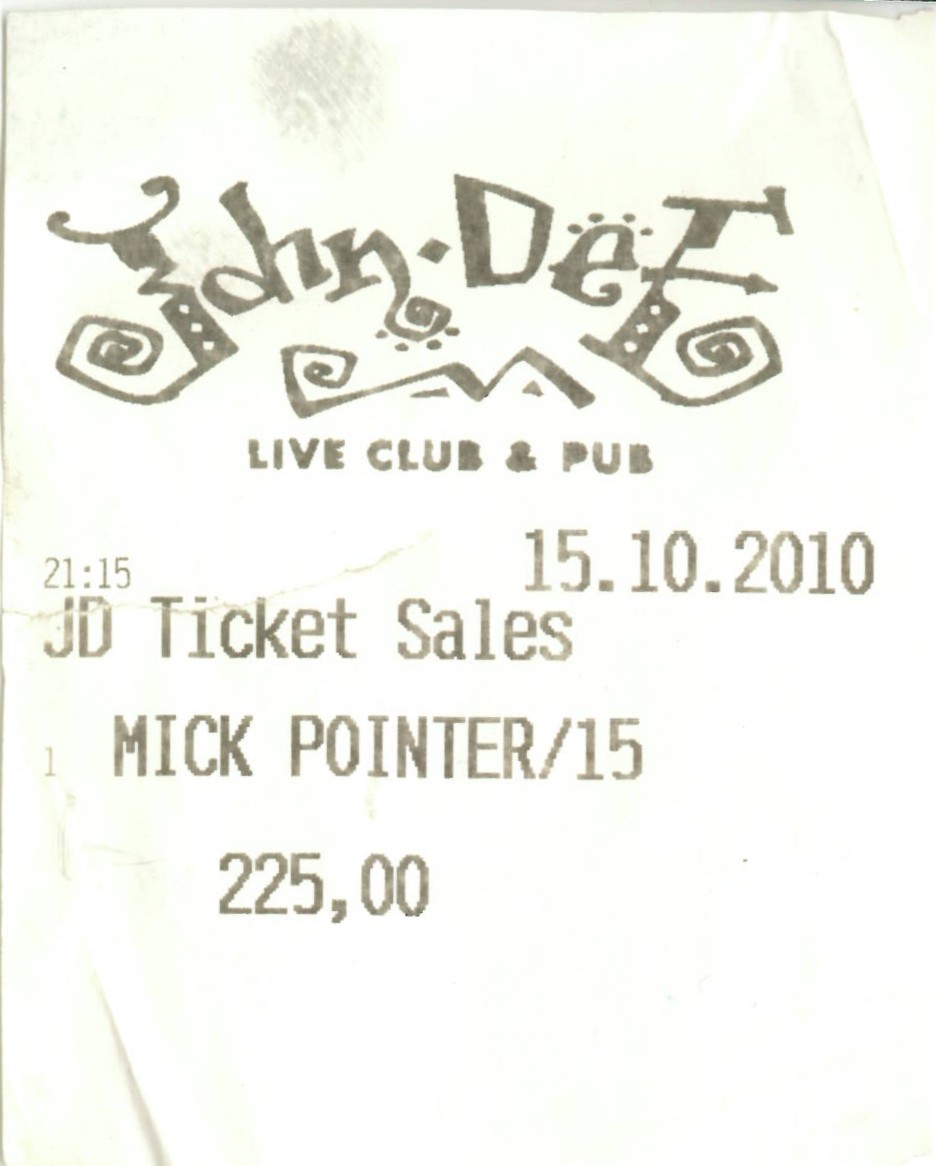 John·Dee
LIVE CLUB & PUB
21:15 15.10.2010
JD Ticket Sales
1 MICK POINTER/15
225,00